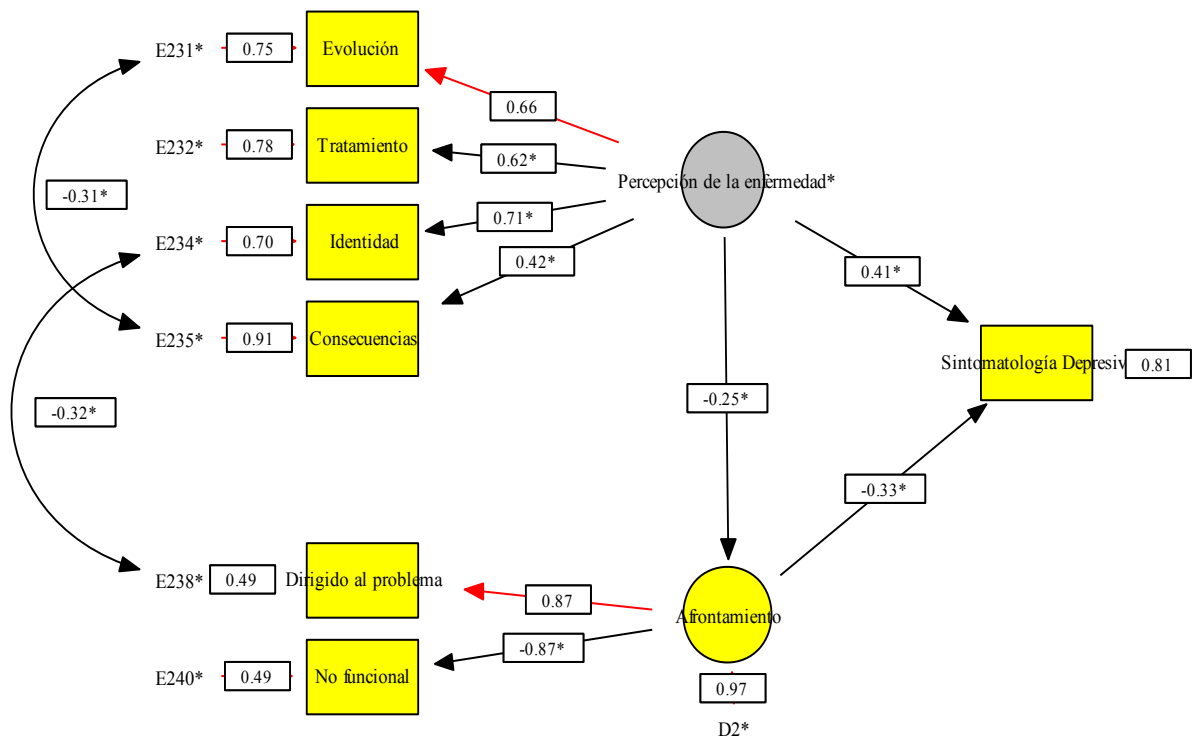 E231*
0.75
Evolución
0.66
E232*
0.78
Tratamiento
0.62*
Percepción de la enfermedad*
-0.31*
E234*
0.70
Identidad
0.71*
0.42*
0.41*
E235*
0.91
Consecuencias
Sintomatología Depresiv
0.81
-0.32*
-0.25*
-0.33*
E238*
0.49
Dirigido al problema
0.87
Afrontamiento
-0.87*
E240*
0.49
No funcional
0.97
D2*